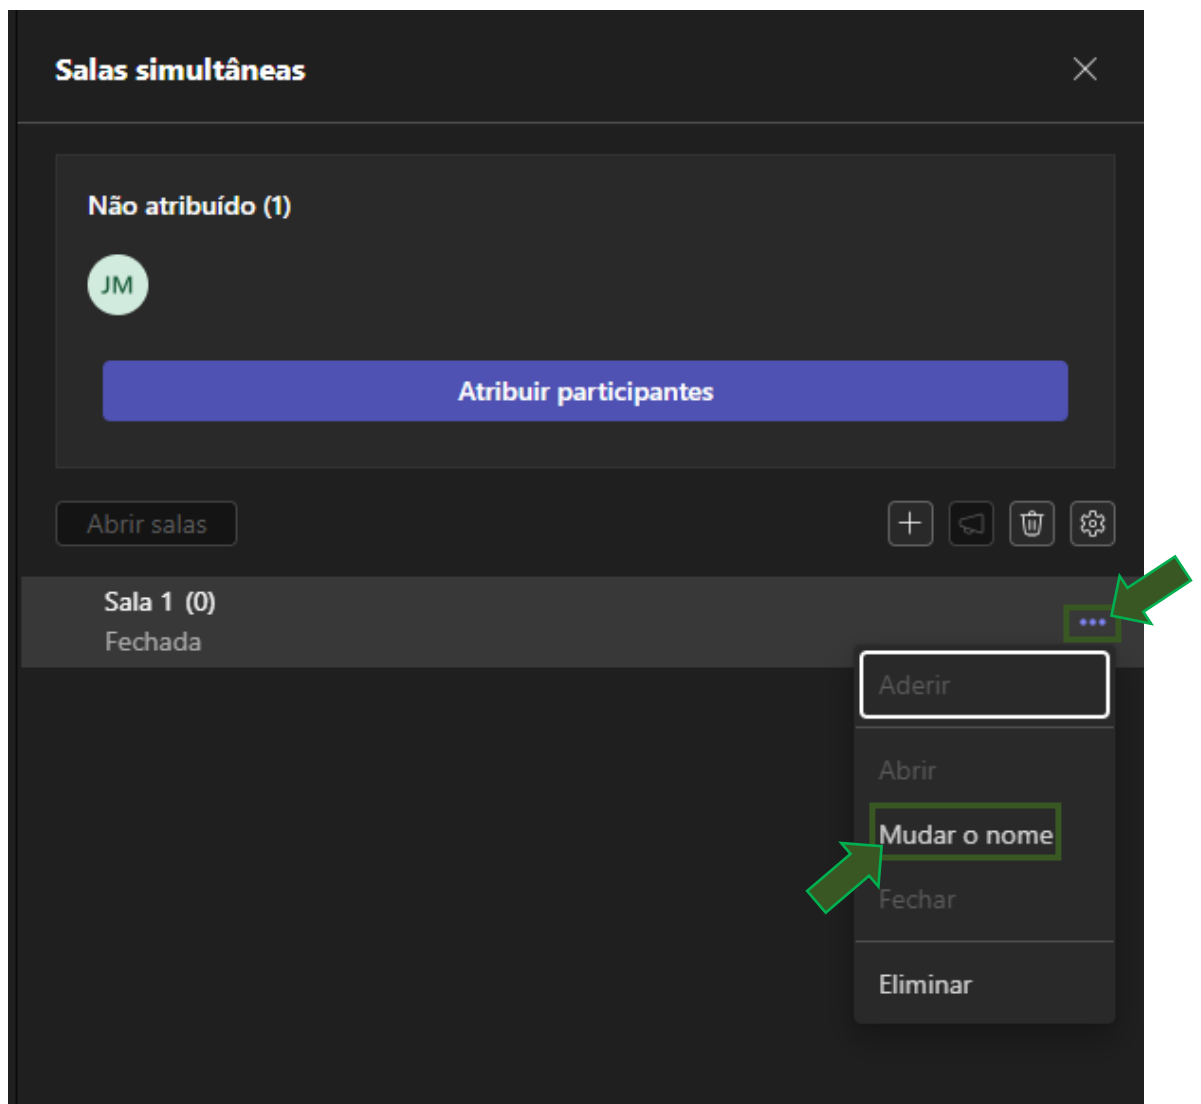 Salas simultâneas
Não atribuído (1)
JM
Atribuir participantes
Abrir salas
Sala 1 (0)
Fechada
Aderir
Abrir
Mudar o nome
Fechar
Eliminar